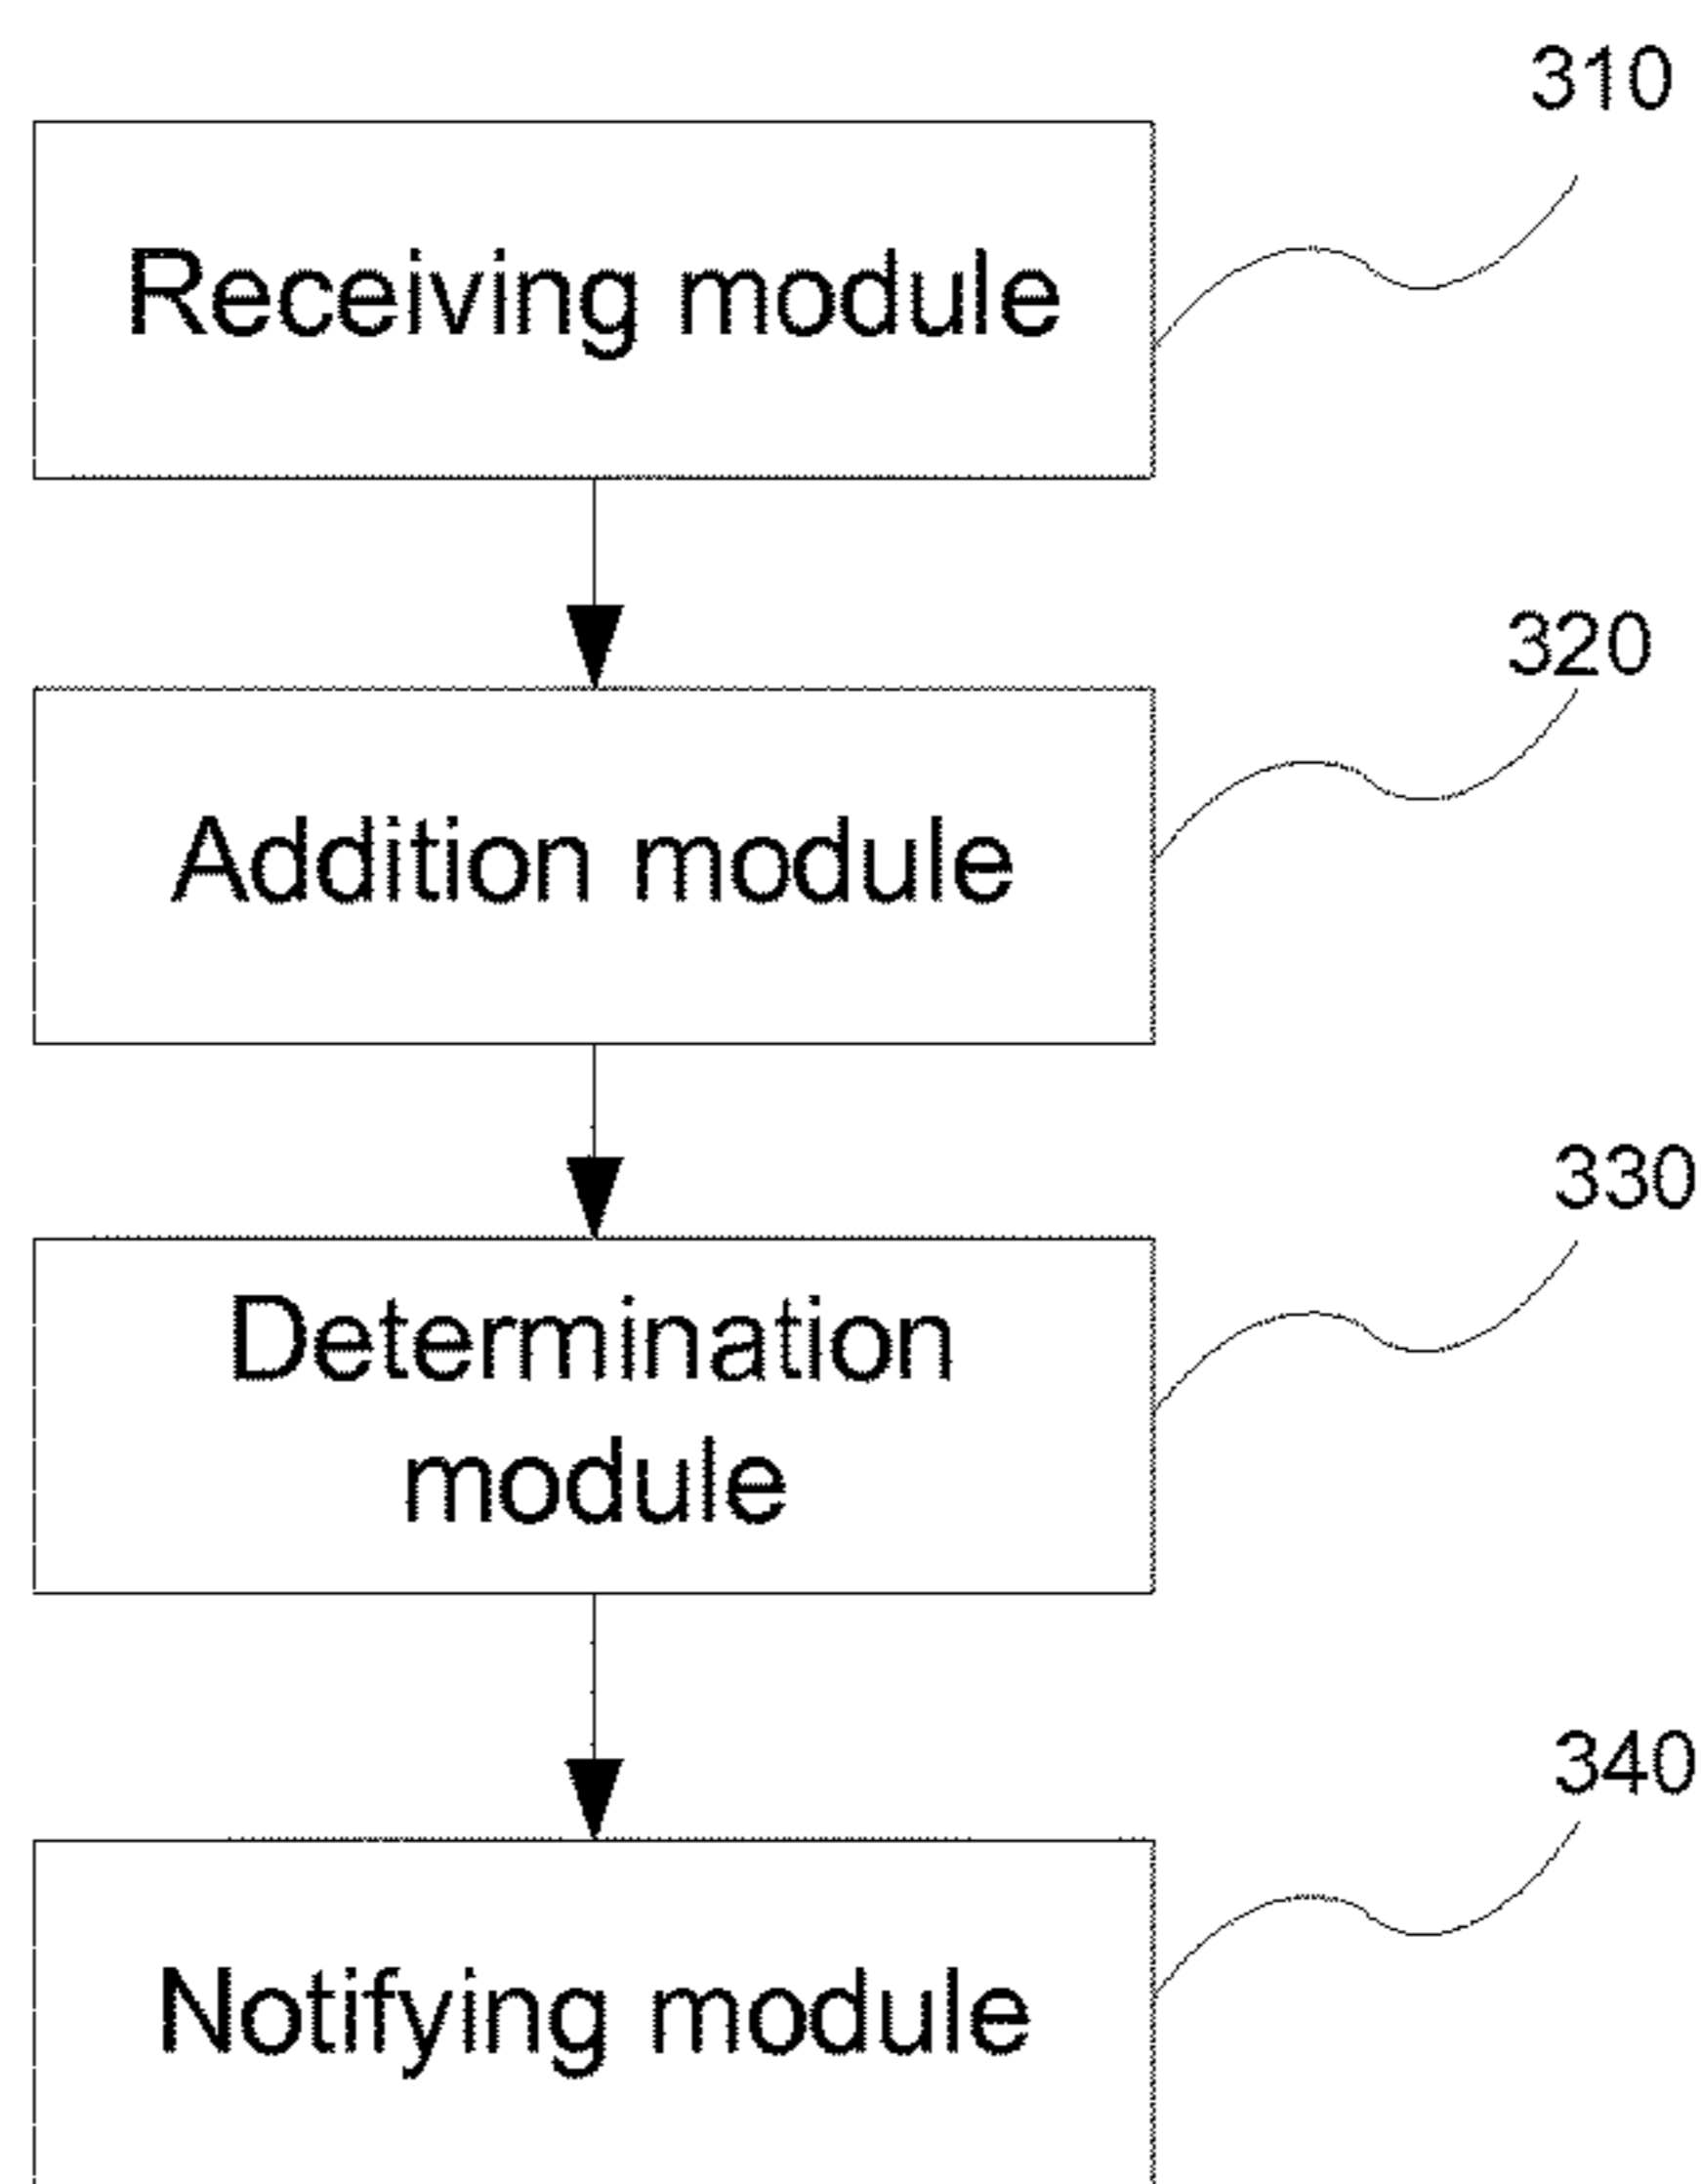 310
Receiving module
320
Addition module
330
Determination
module
340
Notifying module